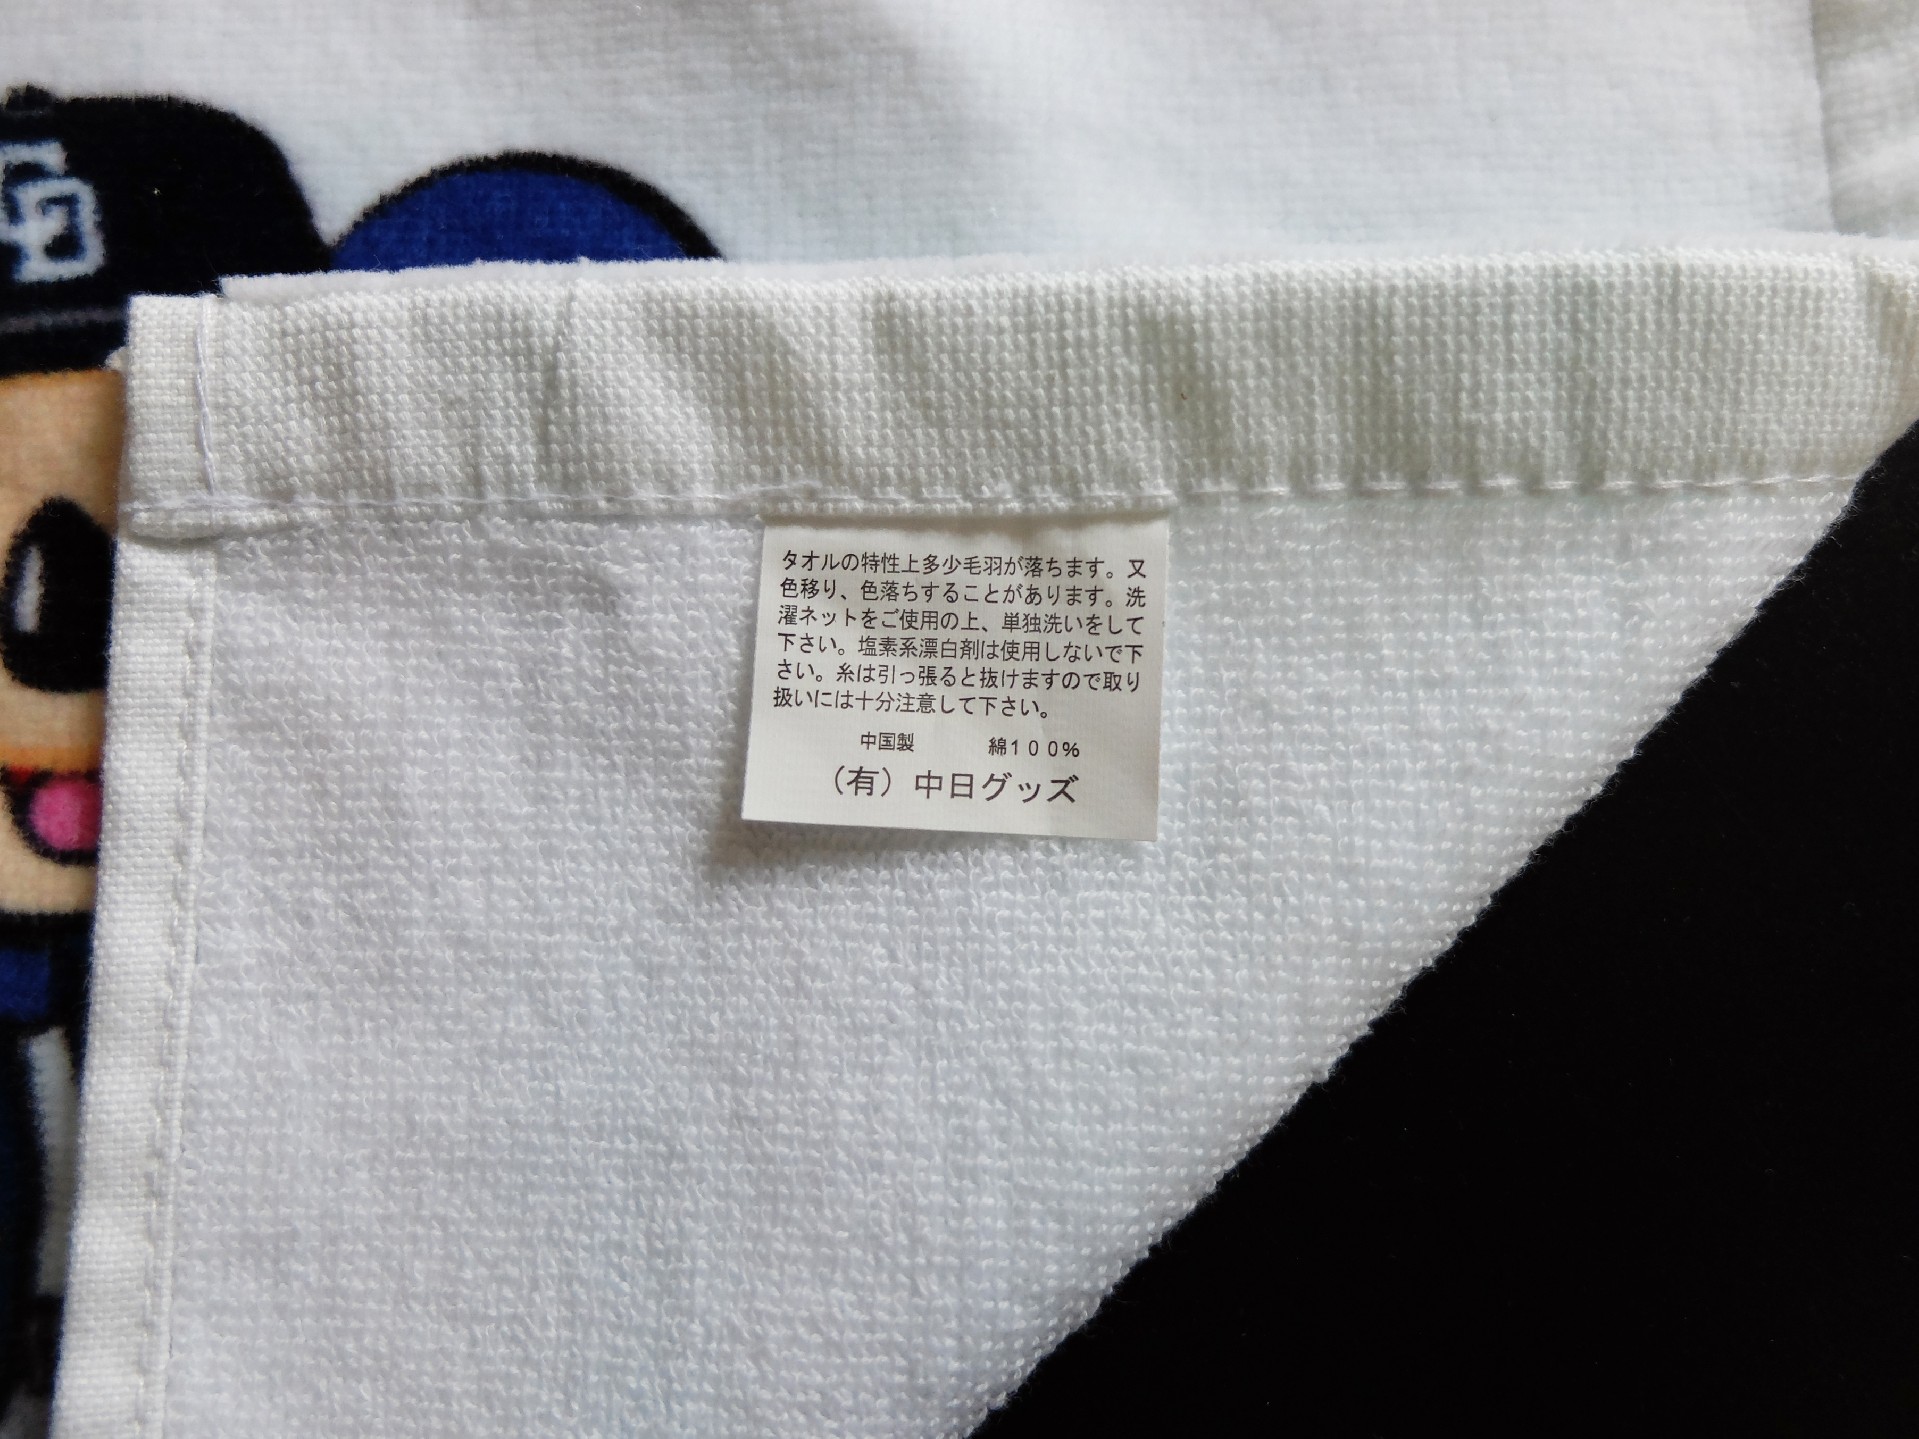 CD
タオルの特性上多少毛羽が落ちます。又
色移り、色落ちすることがあります。洗
濯ネットをご使用の上、単独洗いをして
下さい。塩素系漂白剤は使用しないで下
さい。糸は引っ張ると抜けますので取り
扱いには十分注意して下さい。
中国製 綿１００％
（有）中日グッズ